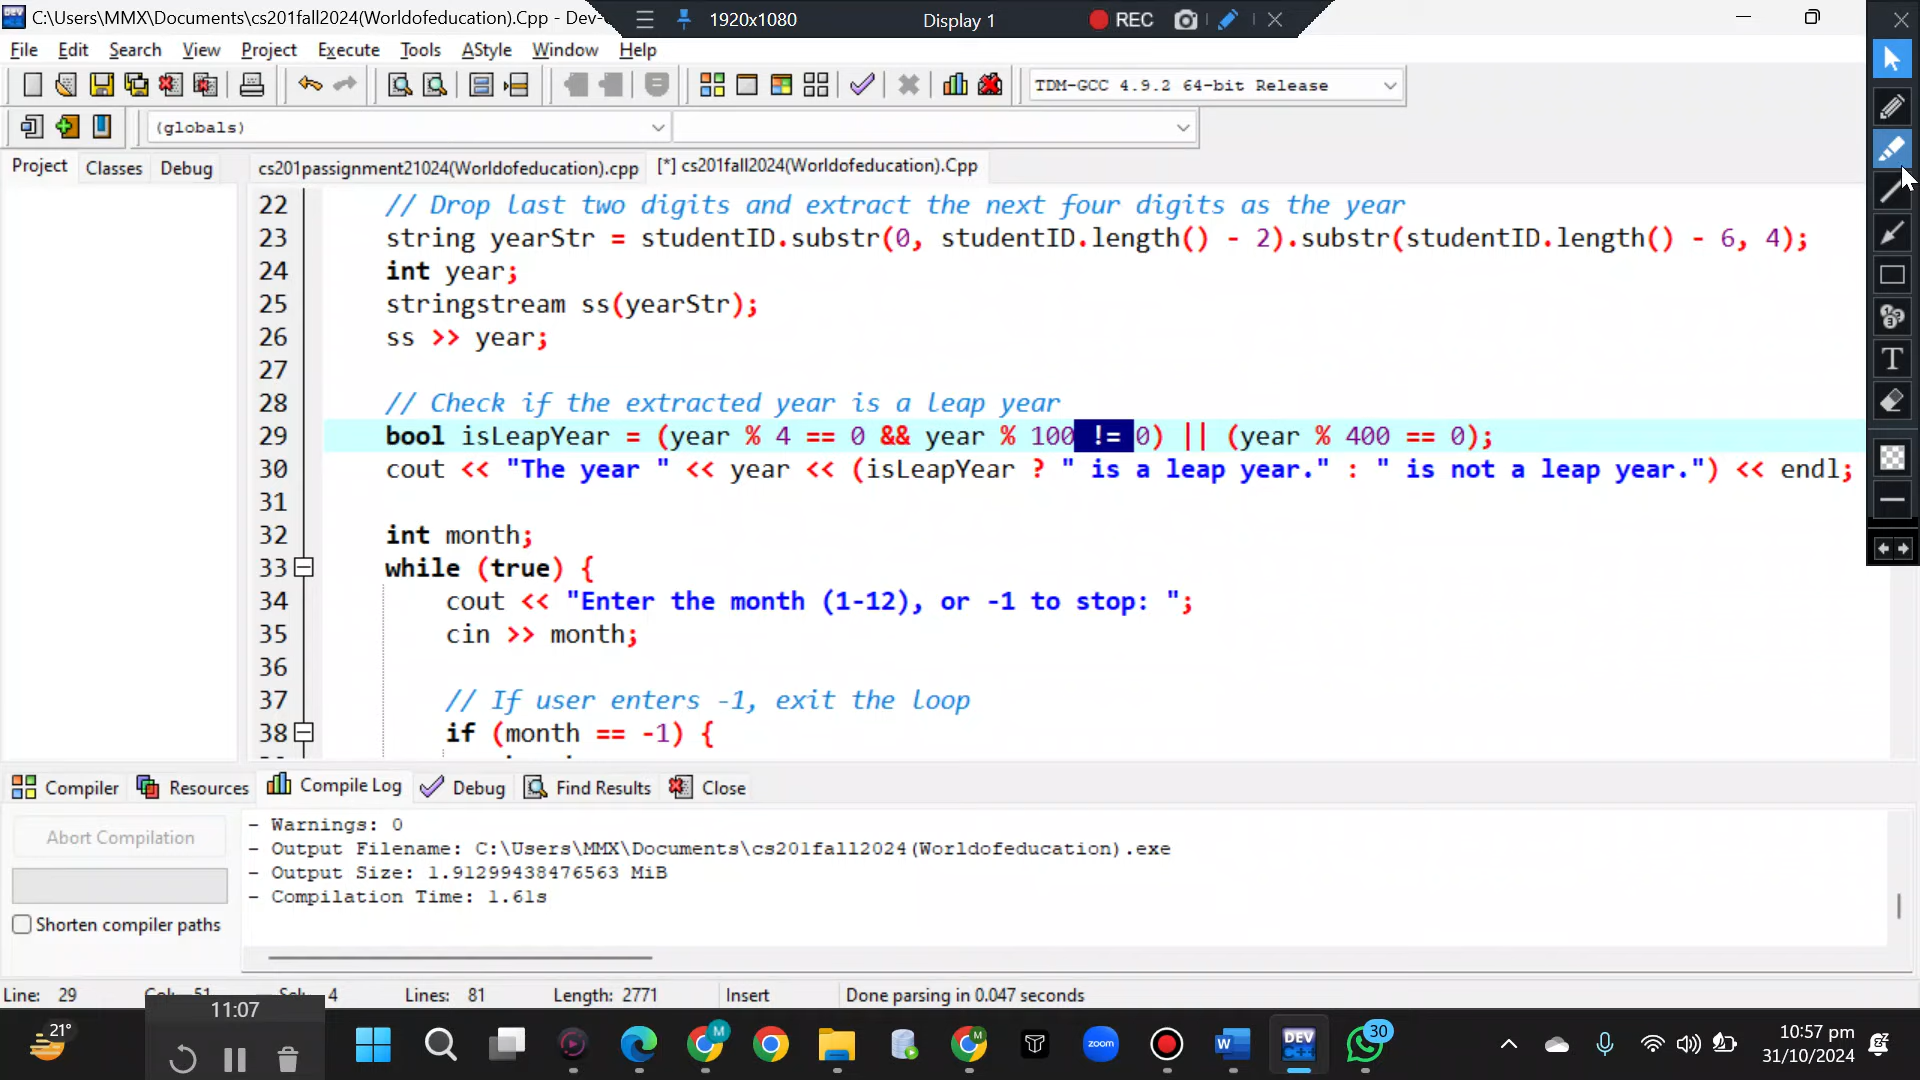 C:\Users\MMX\Documents\cs201fall2024(Worldofeducation).Cpp - Dev-
1920x1080
Display 1
REC
File Edit Search View Project Execute Tools AStyle Window Help
TDM-GCC 4.9.2 64-bit Release
(globals)
Project Classes Debug
cs201passignment21024(Worldofeducation).cpp [*] cs201fall2024(Worldofeducation).Cpp
22 // Drop last two digits and extract the next four digits as the year
23 string yearStr = studentID.substr(0, studentID.length() - 2).substr(studentID.length() - 6, 4);
24 int year;
25 stringstream ss(yearStr);
26 ss >> year;
27
28 // Check if the extracted year is a leap year
29 bool isLeapYear = (year % 4 == 0 && year % 100 != 0) || (year % 400 == 0);
30 cout << "The year " << year << (isLeapYear ? " is a leap year." : " is not a leap year.") << endl;
31
32 int month;
33 while (true) {
34 cout << "Enter the month (1-12), or -1 to stop: ";
35 cin >> month;
36
37 // If user enters -1, exit the loop
38 if (month == -1) {
Compiler Resources Compile Log Debug Find Results Close
Abort Compilation
Shorten compiler paths
- Warnings: 0
- Output Filename: C:\Users\MMX\Documents\cs201fall2024(Worldofeducation).exe
- Output Size: 1.91299438476563 MiB
- Compilation Time: 1.61s
Line: 29 4 Lines: 81 Length: 2771 Insert Done parsing in 0.047 seconds
11:07
21°
M
M
zoom
W
DEV C++
30
10:57 pm
31/10/2024